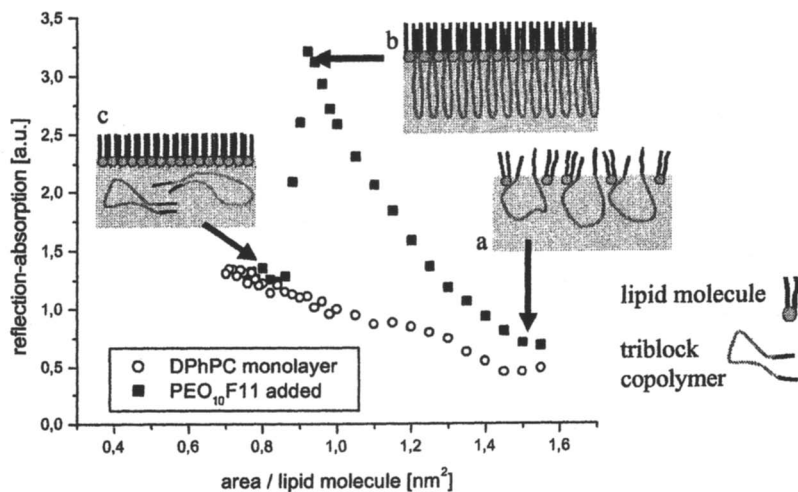 reflection-absorption [a.u.]
3,5
3,0
2,5
2,0
1,5
1,0
0,5
0,0
0,4
0,6
0,8
1,0
1,2
1,4
1,6
area / lipid molecule [nm²]
DPhPC monolayer
PEO₁₀F11 added
a
b
c
lipid molecule
triblock
copolymer